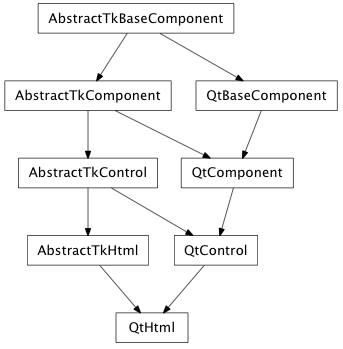 AbstractTkBaseComponent
AbstractTkComponent
QtBaseComponent
AbstractTkControl
QtComponent
AbstractTkHtml
QtControl
QtHtml